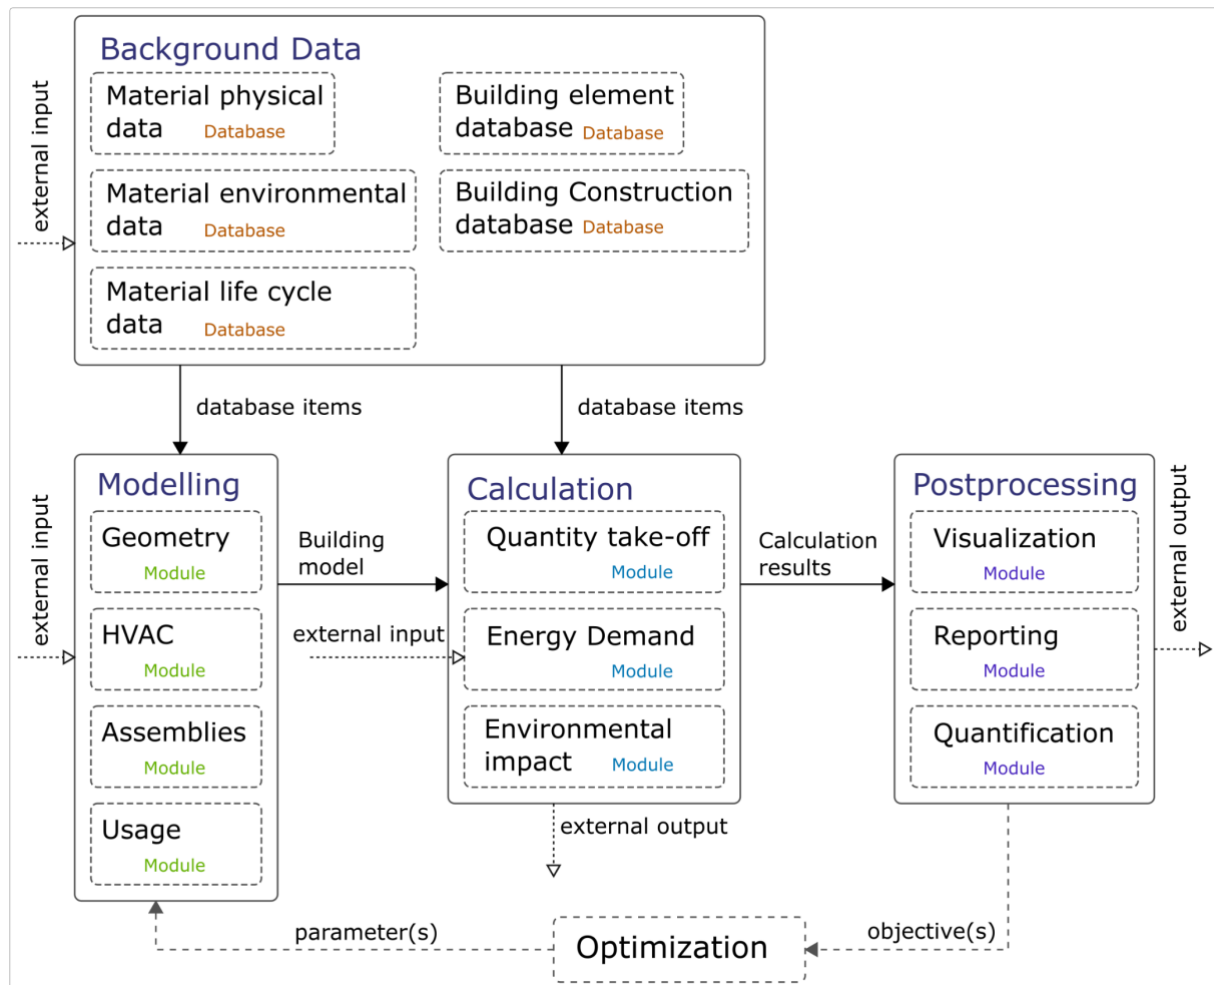 Background Data
external input
Material physical
data Database
Building element
database Database
Material environmental
data Database
Building Construction
database Database
Material life cycle
data Database
database items
database items
Modelling
external input
Geometry
Module
HVAC
Module
Assemblies
Module
Usage
Module
Building
model
external input
Calculation
Quantity take-off
Module
Energy Demand
Module
Environmental
impact Module
external output
Calculation
results
Postprocessing
Visualization
Module
Reporting
Module
Quantification
Module
external output
parameter(s)
Optimization
objective(s)